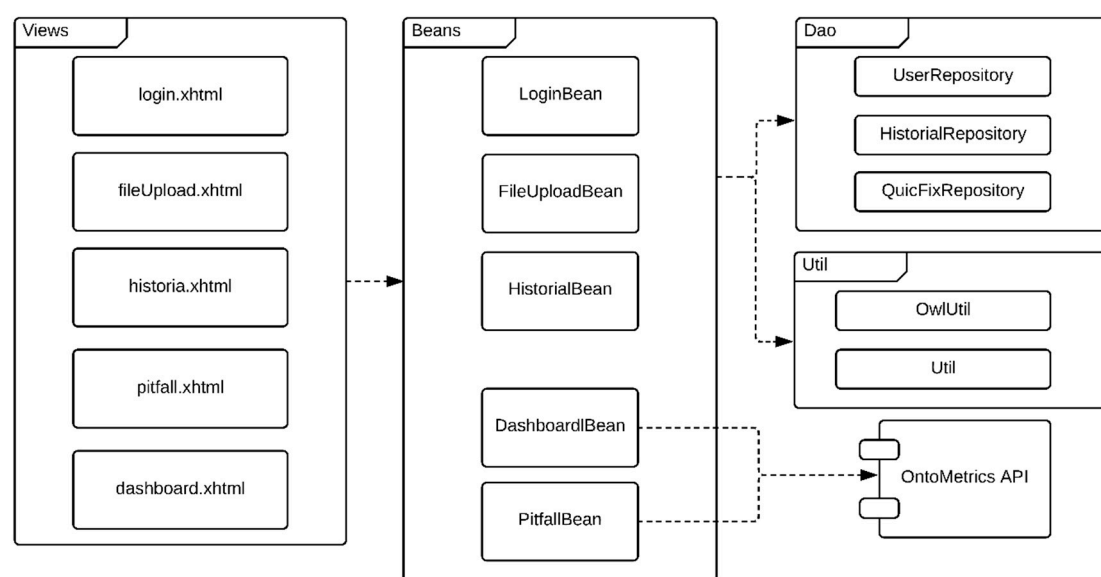 Views
login.xhtml
fileUpload.xhtml
historia.xhtml
pitfall.xhtml
dashboard.xhtml
Beans
LoginBean
FileUploadBean
HistorialBean
DashboardlBean
PitfallBean
Dao
UserRepository
HistorialRepository
QuicFixRepository
Util
OwlUtil
Util
OntoMetrics API